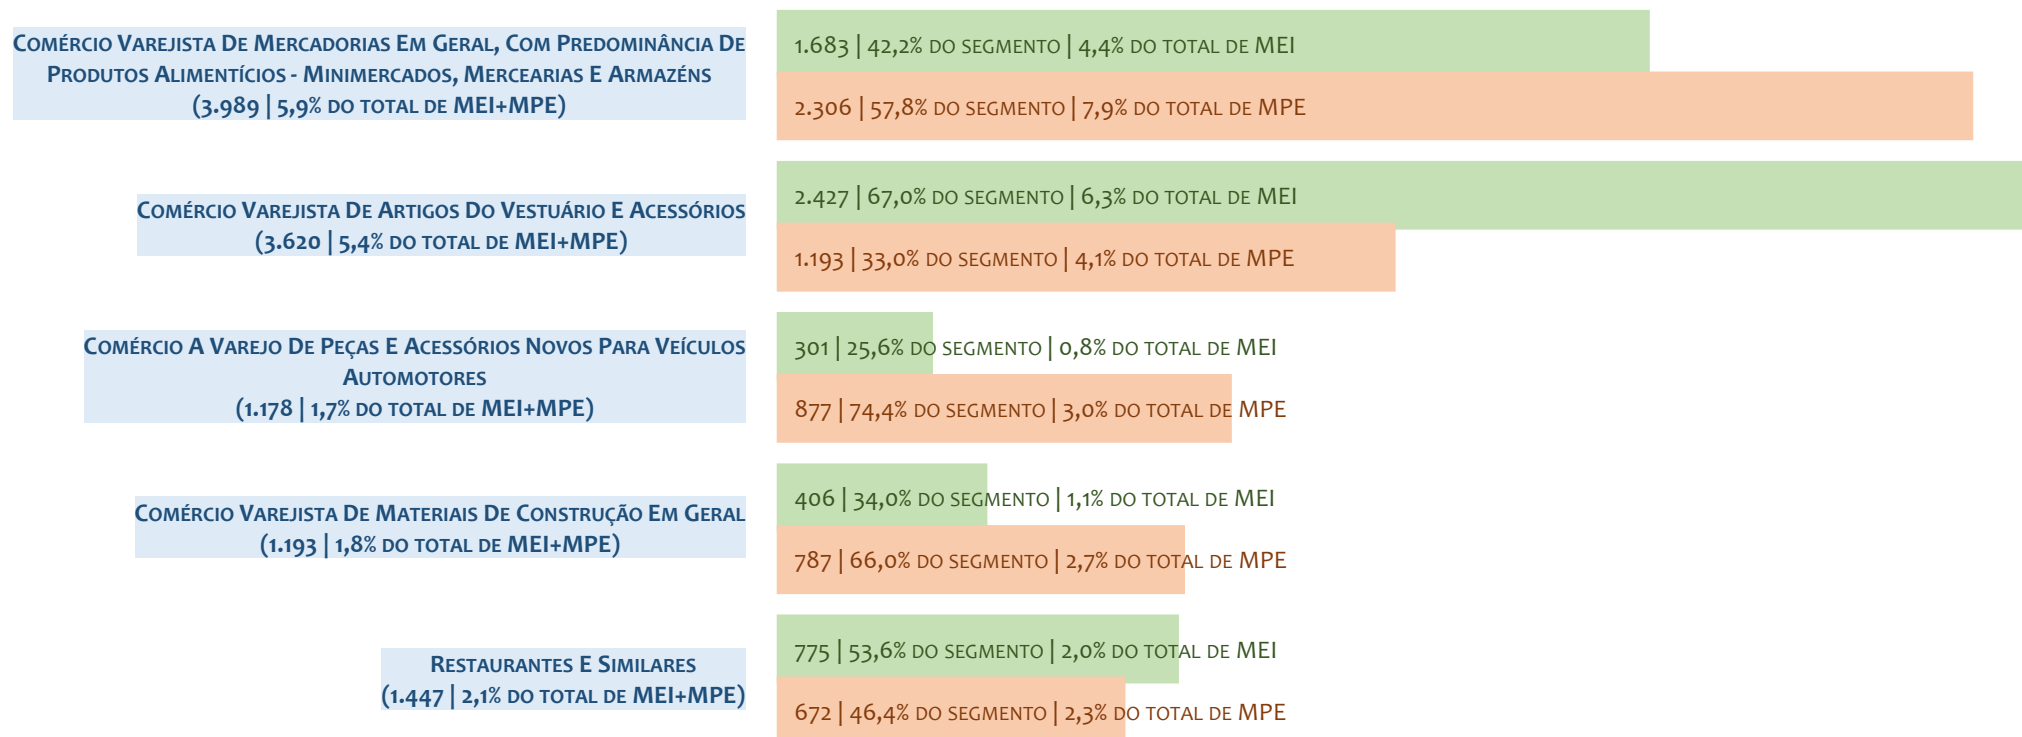 Comércio Varejista De Mercadorias Em Geral, Com Predominância De
Produtos Alimentícios - Minimercados, Mercearias E Armazéns
(3.989 | 5,9% do total de MEI+MPE)
1.683 | 42,2% do segmento | 4,4% do total de MEI
2.306 | 57,8% do segmento | 7,9% do total de MPE
Comércio Varejista De Artigos Do Vestuário E Acessórios
(3.620 | 5,4% do total de MEI+MPE)
2.427 | 67,0% do segmento | 6,3% do total de MEI
1.193 | 33,0% do segmento | 4,1% do total de MPE
Comércio A Varejo De Peças E Acessórios Novos Para Veículos
Automotores
(1.178 | 1,7% do total de MEI+MPE)
301 | 25,6% do segmento | 0,8% do total de MEI
877 | 74,4% do segmento | 3,0% do total de MPE
Comércio Varejista De Materiais De Construção Em Geral
(1.193 | 1,8% do total de MEI+MPE)
406 | 34,0% do segmento | 1,1% do total de MEI
787 | 66,0% do segmento | 2,7% do total de MPE
Restaurantes E Similares
(1.447 | 2,1% do total de MEI+MPE)
775 | 53,6% do segmento | 2,0% do total de MEI
672 | 46,4% do segmento | 2,3% do total de MPE